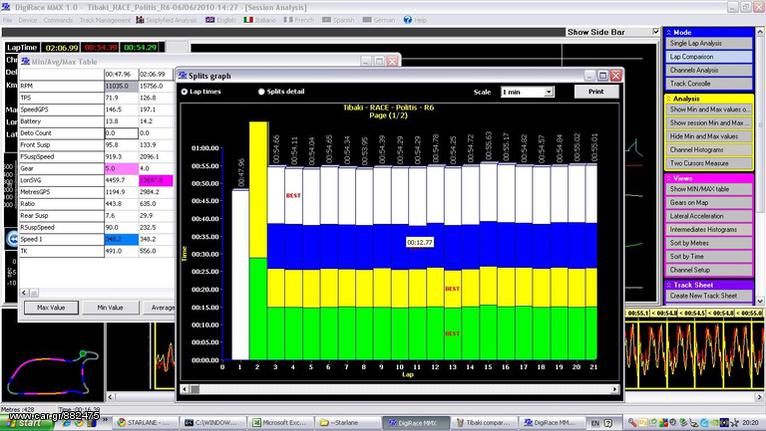 DigiRace MMX 1.0 - Tibaki_RACE_Politis_R6-06/06/2010-14:27 - [Session Analysis]
File Device Commands Track Management Simplyfied Analysis English Italian French Spanish German Help
Show Side Bar
LapTime 02:06.99 00:54.39 00:54.29
Min/Avg/Max Table
00:47.96 02:06.99
RPM 11035.0 15756.0
TPS 71.9 126.8
SpeedGPS 146.5 197.1
Battery 13.8 14.2
Deto Count 0.0 0.0
Front Susp 95.8 133.9
FSuspSpeed 919.3 2096.1
Gear 5.0 4.0
LonSVG 4459.7
MetresGPS 1194.9 2984.2
Ratio 443.8 635.0
Rear Susp 7.6 29.9
RSuspSpeed 90.0 232.5
Speed 1 348.2 348.2
TK 491.0 556.0
Max Value Min Value Average
Splits graph
Lap times Splits detail Scale 1 min Print
Tibaki - RACE - Politis - R6
Page (1/2)
00:47.96 00:54.66 00:54.11 00:54.04 00:54.65 00:54.34 00:53.95 00:54.39 00:54.29 00:54.29 00:54.78 00:54.25 00:54.72 00:55.63 00:55.17 00:54.82 00:54.57 00:54.84 00:55.02 00:55.01
01:00.00
00:55.00
00:50.00
00:45.00
00:40.00
00:35.00
00:30.00
00:25.00
00:20.00
00:15.00
00:10.00
00:05.00
00:00.00
Time
BEST
00:12.77
BEST
BEST
1 2 3 4 5 6 7 8 9 10 11 12 13 14 15 16 17 18 19 20 21
Lap
Mode
Single Lap Analysis
Lap Comparison
Channels Analysis
Track Console
Analysis
Show Min and Max values o...
Show session Min and Max ...
Hide Min and Max values
Channel Histograms
Two Cursors Measure
Views
Show MIN/MAX table
Gears on Map
Lateral Acceleration
Intermediates Histograms
Sort by Metres
Sort by Time
Channel Setup
Track Sheet
Create New Track Sheet
Metres :428 Time :00:16.39
www.car.gr/882475
start
STARLANE - ... C:\WINDOW... Microsoft Exc... ~Starlane DigiRace MMX Tibaki compar... DigiRace MM... EN 20:20